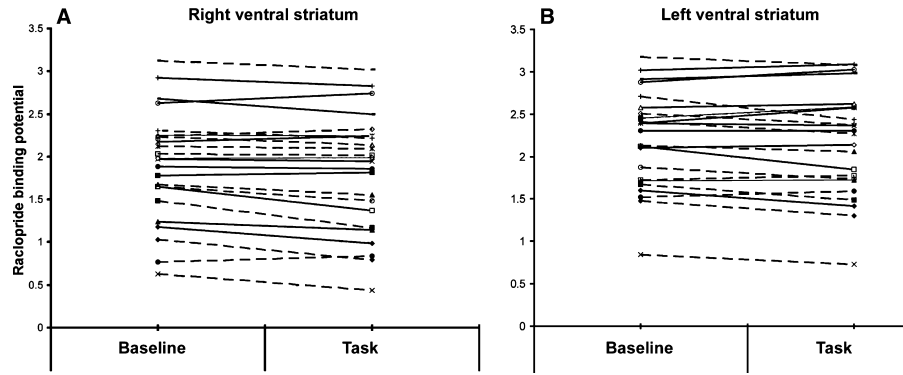 A
Right ventral striatum
Raclopride binding potential
3.5
3
2.5
2
1.5
1
0.5
0
Baseline
Task
B
Left ventral striatum
3.5
3
2.5
2
1.5
1
0.5
0
Baseline
Task